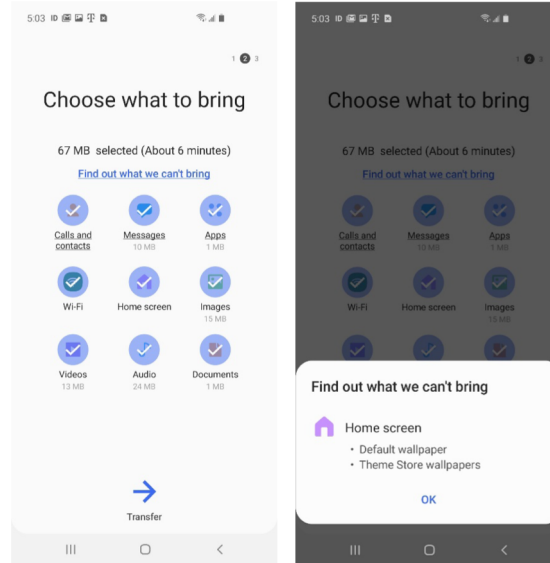 5:03
1 2 3
Choose what to bring
67 MB selected (About 6 minutes)
Find out what we can't bring
Calls and contacts
Messages
10 MB
Apps
1 MB
Wi-Fi
Home screen
Images
15 MB
Videos
13 MB
Audio
24 MB
Documents
1 MB
Transfer
5:03
1 2 3
Choose what to bring
67 MB selected (About 6 minutes)
Find out what we can't bring
Calls and contacts
Messages
10 MB
Apps
1 MB
Wi-Fi
Home screen
Images
15 MB
Find out what we can't bring
Home screen
• Default wallpaper
• Theme Store wallpapers
OK